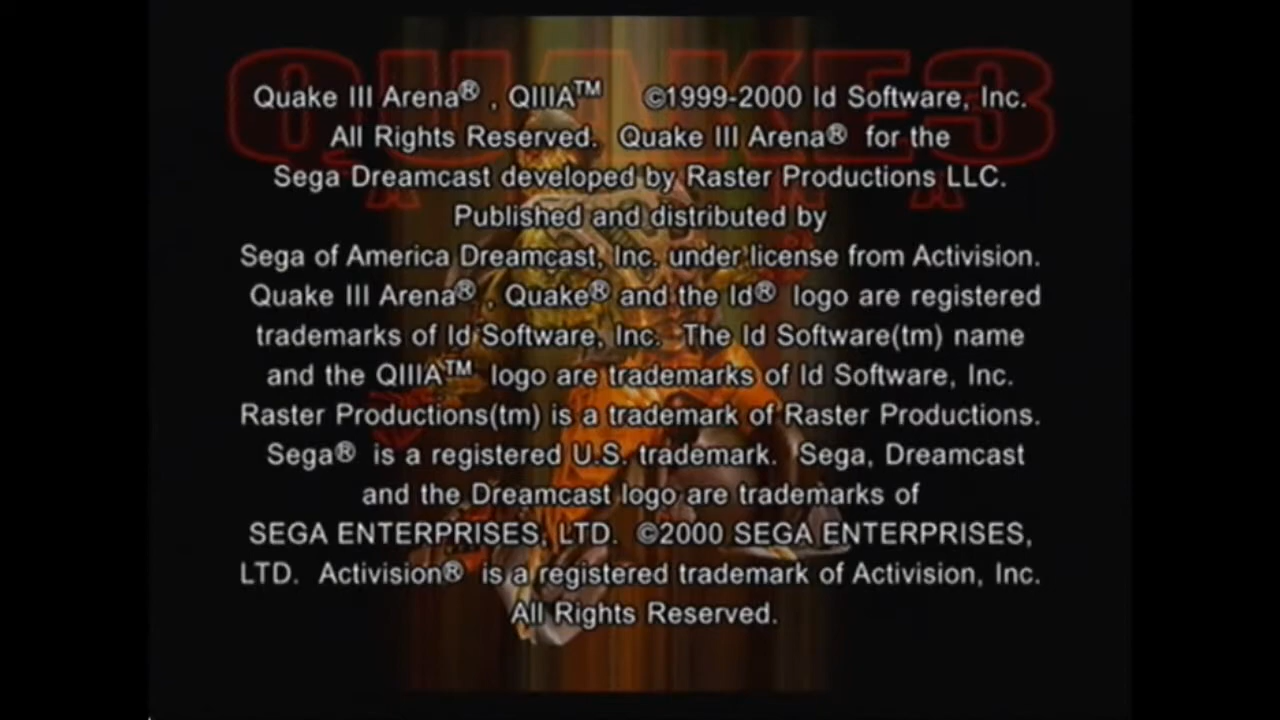 QUAKE3
Quake III Arena® , QIIIA™ ©1999-2000 Id Software, Inc.
All Rights Reserved. Quake III Arena® for the
Sega Dreamcast developed by Raster Productions LLC.
Published and distributed by
Sega of America Dreamcast, Inc. under license from Activision.
Quake III Arena® , Quake® and the Id® logo are registered
trademarks of Id Software, Inc. The Id Software(tm) name
and the QIIIA™ logo are trademarks of Id Software, Inc.
Raster Productions(tm) is a trademark of Raster Productions.
Sega® is a registered U.S. trademark. Sega, Dreamcast
and the Dreamcast logo are trademarks of
SEGA ENTERPRISES, LTD. ©2000 SEGA ENTERPRISES,
LTD. Activision® is a registered trademark of Activision, Inc.
All Rights Reserved.